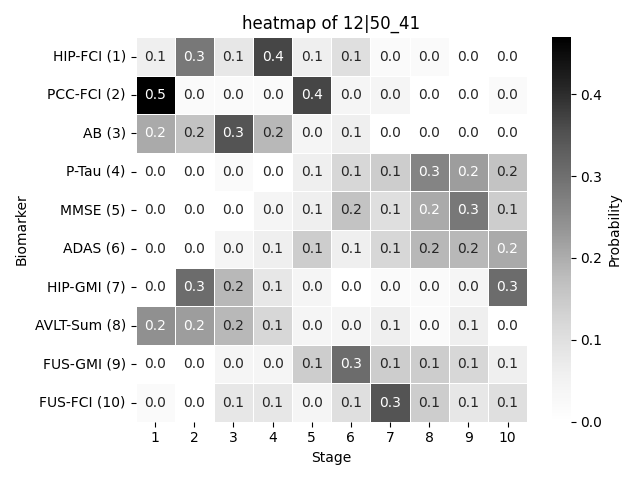 heatmap of 12|50_41
HIP-FCI (1) 0.1 0.3 0.1 0.4 0.1 0.1 0.0 0.0 0.0 0.0
PCC-FCI (2) 0.5 0.0 0.0 0.0 0.4 0.0 0.0 0.0 0.0 0.0
AB (3) 0.2 0.2 0.3 0.2 0.0 0.1 0.0 0.0 0.0 0.0
P-Tau (4) 0.0 0.0 0.0 0.0 0.1 0.1 0.1 0.3 0.2 0.2
MMSE (5) 0.0 0.0 0.0 0.0 0.1 0.2 0.1 0.2 0.3 0.1
ADAS (6) 0.0 0.0 0.0 0.1 0.1 0.1 0.1 0.2 0.2 0.2
HIP-GMI (7) 0.0 0.3 0.2 0.1 0.0 0.0 0.0 0.0 0.0 0.3
AVLT-Sum (8) 0.2 0.2 0.2 0.1 0.0 0.0 0.1 0.0 0.1 0.0
FUS-GMI (9) 0.0 0.0 0.0 0.0 0.1 0.3 0.1 0.1 0.1 0.1
FUS-FCI (10) 0.0 0.0 0.1 0.1 0.0 0.1 0.3 0.1 0.1 0.1
1 2 3 4 5 6 7 8 9 10
Stage
Biomarker
0.4
0.3
0.2
0.1
0.0
Probability